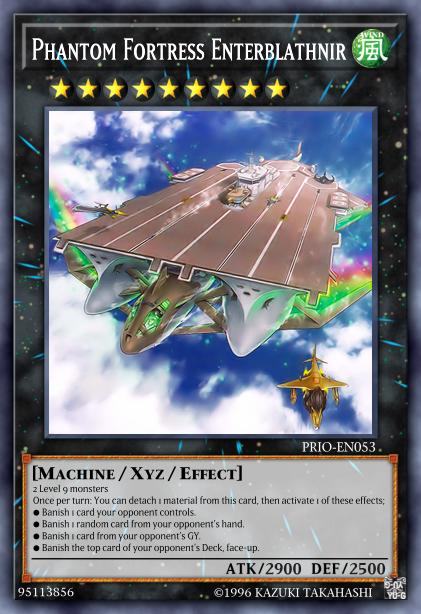 Phantom Fortress Enterblathnir
WIND
風
PRIO-EN053
[Machine / Xyz / Effect]
2 Level 9 monsters
Once per turn: You can detach 1 material from this card, then activate 1 of these effects;
● Banish 1 card your opponent controls.
● Banish 1 random card from your opponent's hand.
● Banish 1 card from your opponent's GY.
● Banish the top card of your opponent's Deck, face-up.
ATK/2900 DEF/2500
95113856
©1996 KAZUKI TAKAHASHI